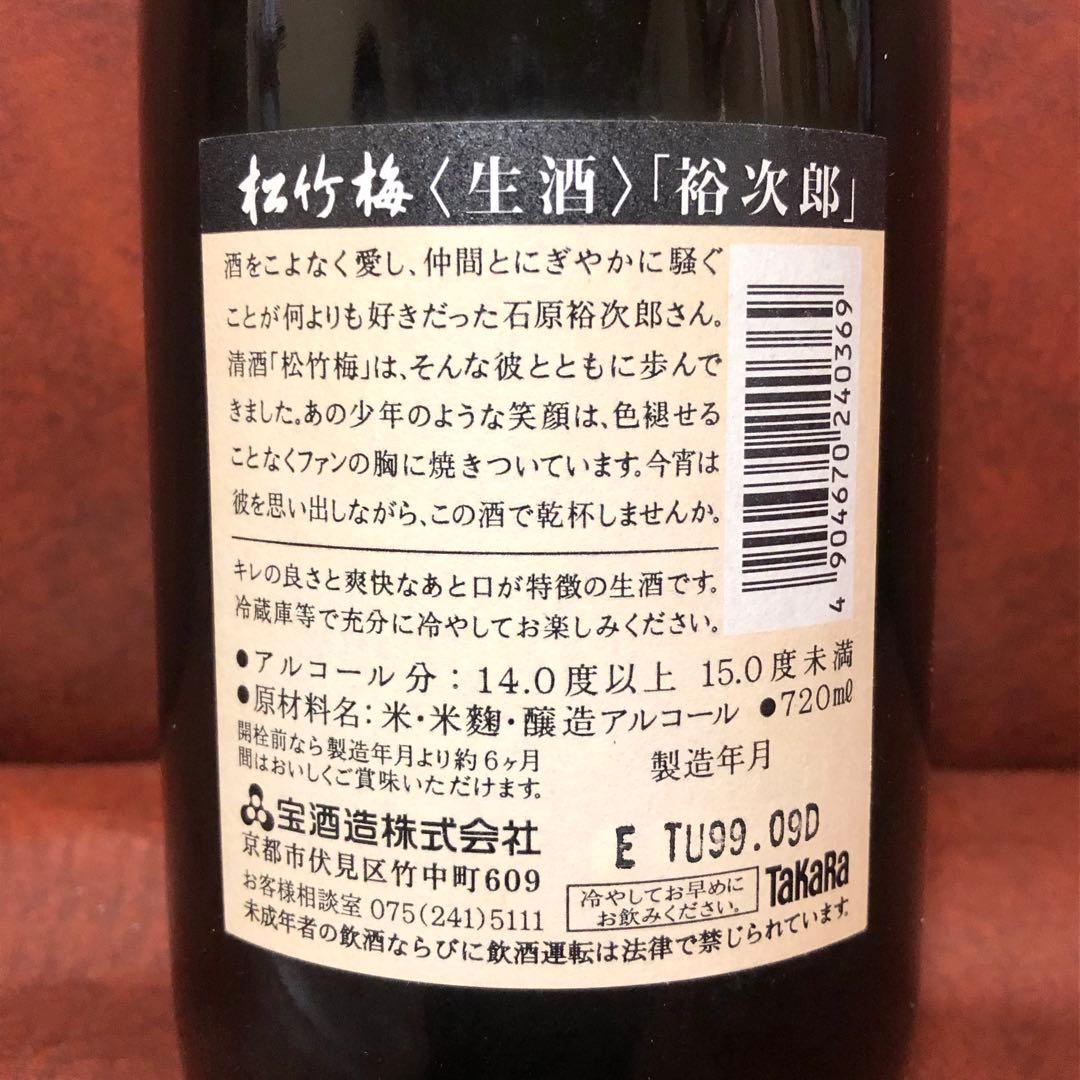 松竹梅〈生酒〉「裕次郎」
酒をこよなく愛し、仲間とにぎやかに騒ぐ
ことが何よりも好きだった石原裕次郎さん。
清酒「松竹梅」は、そんな彼とともに歩んで
きました。あの少年のような笑顔は、色褪せる
ことなくファンの胸に焼きついています。今宵は
彼を思い出しながら、この酒で乾杯しませんか。
キレの良さと爽快なあと口が特徴の生酒です。
冷蔵庫等で充分に冷やしてお楽しみください。
4 904670 240369
●アルコール分：14.0度以上 15.0度未満
●原材料名：米・米麴・醸造アルコール ●720㎖
開栓前なら製造年月より約6ヶ月
間はおいしくご賞味いただけます。
製造年月
E TU99.09D
宝酒造株式会社
京都市伏見区竹中町609
お客様相談室 075(241)5111
冷やしてお早めに
お飲みください。
TaKaRa
未成年者の飲酒ならびに飲酒運転は法律で禁じられています。